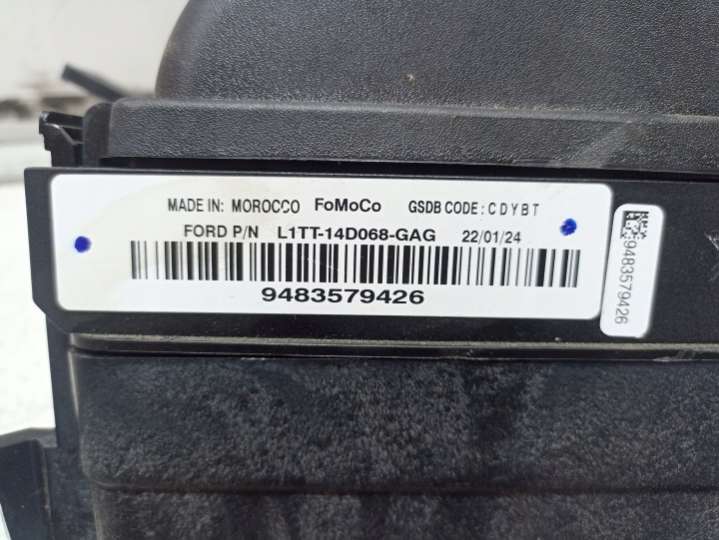 MADE IN: MOROCCO FoMoCo GSDB CODE: CDYBT
FORD P/N L1TT-14D068-GAG 22/01/24
9483579426
9483579426